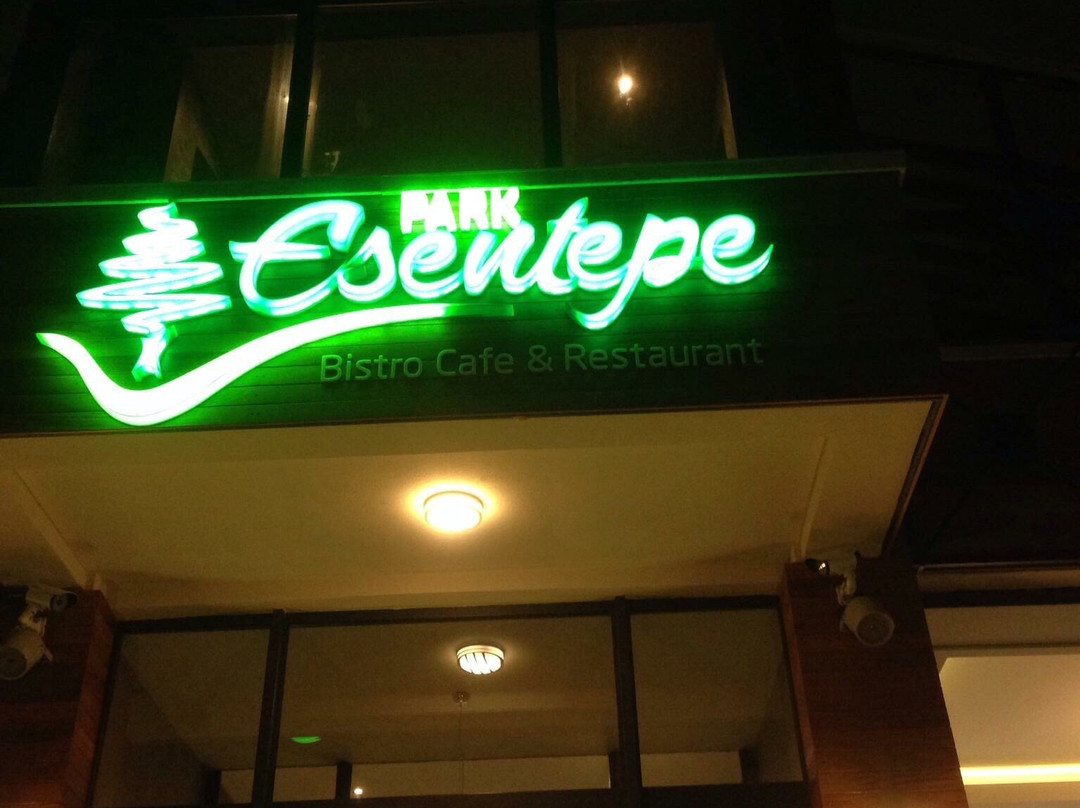 PARK
Esentepe
Bistro Cafe & Restaurant